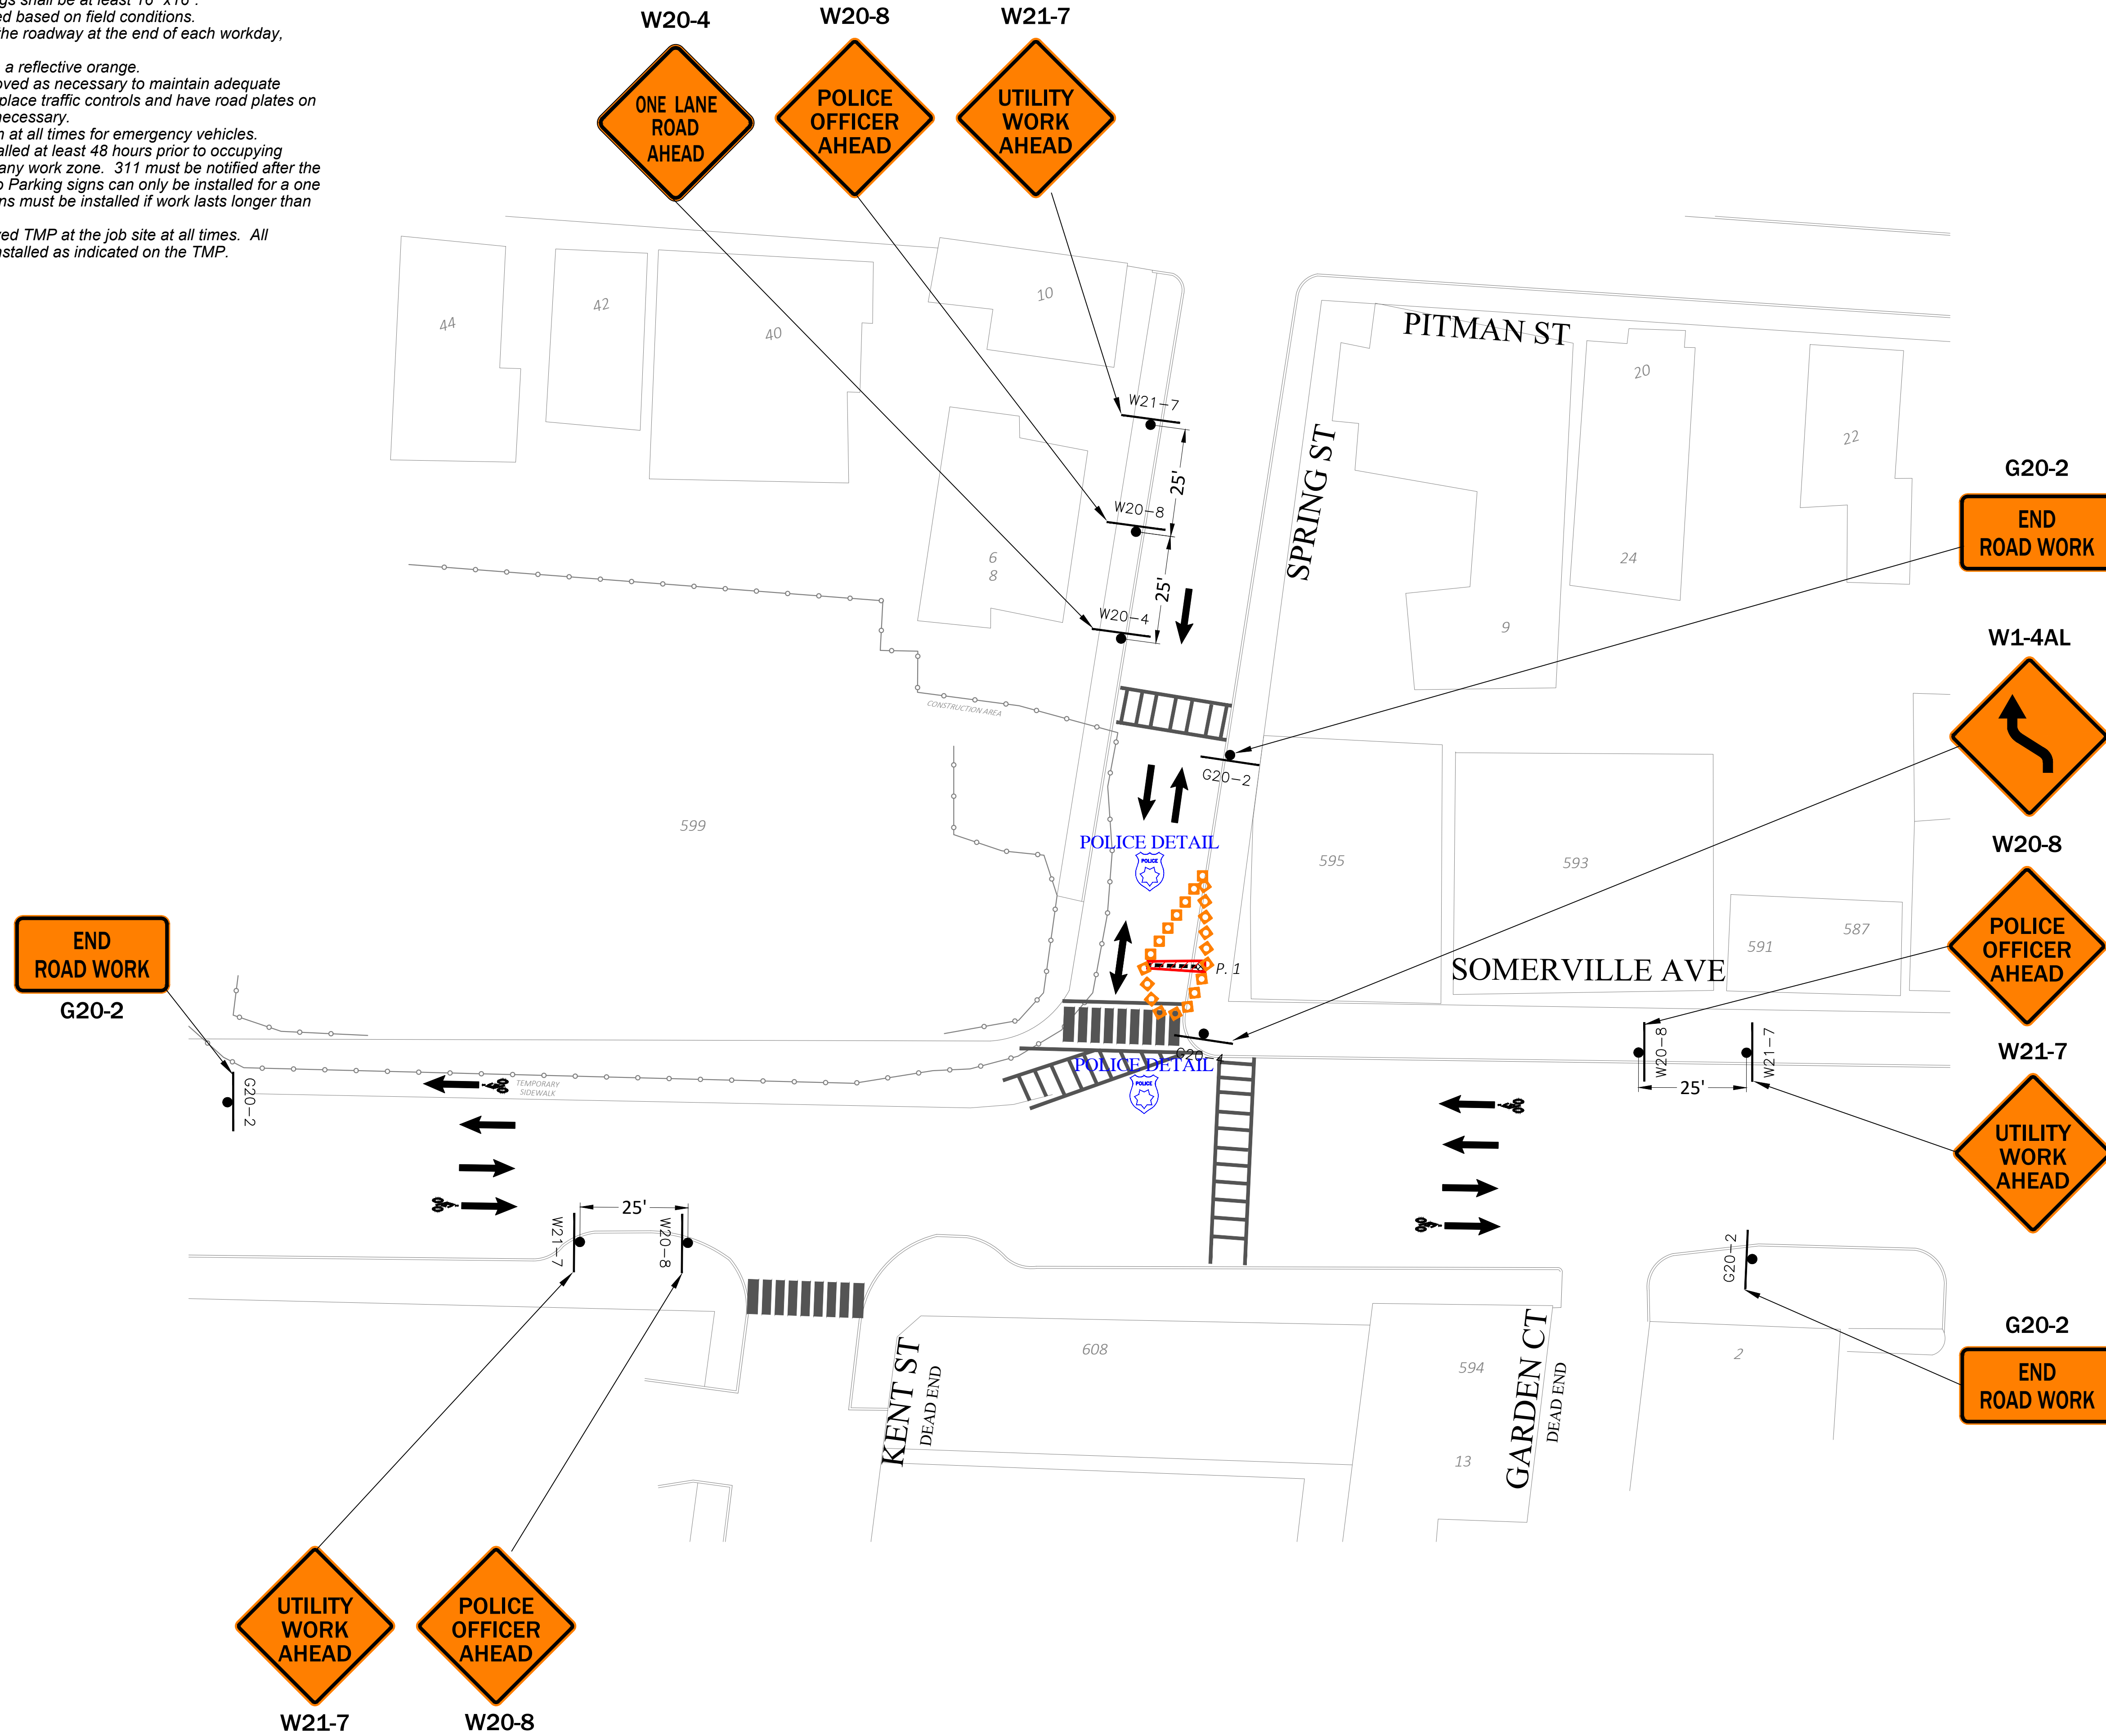 gs shall be at least 10' x10'.
ed based on field conditions.
the roadway at the end of each workday,
a reflective orange.
oved as necessary to maintain adequate
place traffic controls and have road plates on
necessary.
n at all times for emergency vehicles.
alled at least 48 hours prior to occupying
any work zone.  311 must be notified after the
o Parking signs can only be installed for a one
ns must be installed if work lasts longer than
ved TMP at the job site at all times.  All
nstalled as indicated on the TMP.
W20-4
ONE LANE
ROAD
AHEAD
W20-8
POLICE
OFFICER
AHEAD
W21-7
UTILITY
WORK
AHEAD
44
42
40
10
PITMAN ST
20
22
24
9
SPRING ST
W21-7
25'
W20-8
25'
W20-4
6
8
G20-2
END
ROAD WORK
CONSTRUCTION AREA
G20-2
W1-4AL
599
POLICE DETAIL
POLICE
595
593
591
587
W20-8
POLICE
OFFICER
AHEAD
P. 1
SOMERVILLE AVE
END
ROAD WORK
G20-2
G20-2
TEMPORARY
SIDEWALK
POLICE DETAIL
POLICE
W20-8
W21-7
25'
W21-7
UTILITY
WORK
AHEAD
W21-7
25'
W20-8
G20-2
G20-2
END
ROAD WORK
KENT ST
DEAD END
608
594
13
GARDEN CT
DEAD END
2
UTILITY
WORK
AHEAD
W21-7
POLICE
OFFICER
AHEAD
W20-8